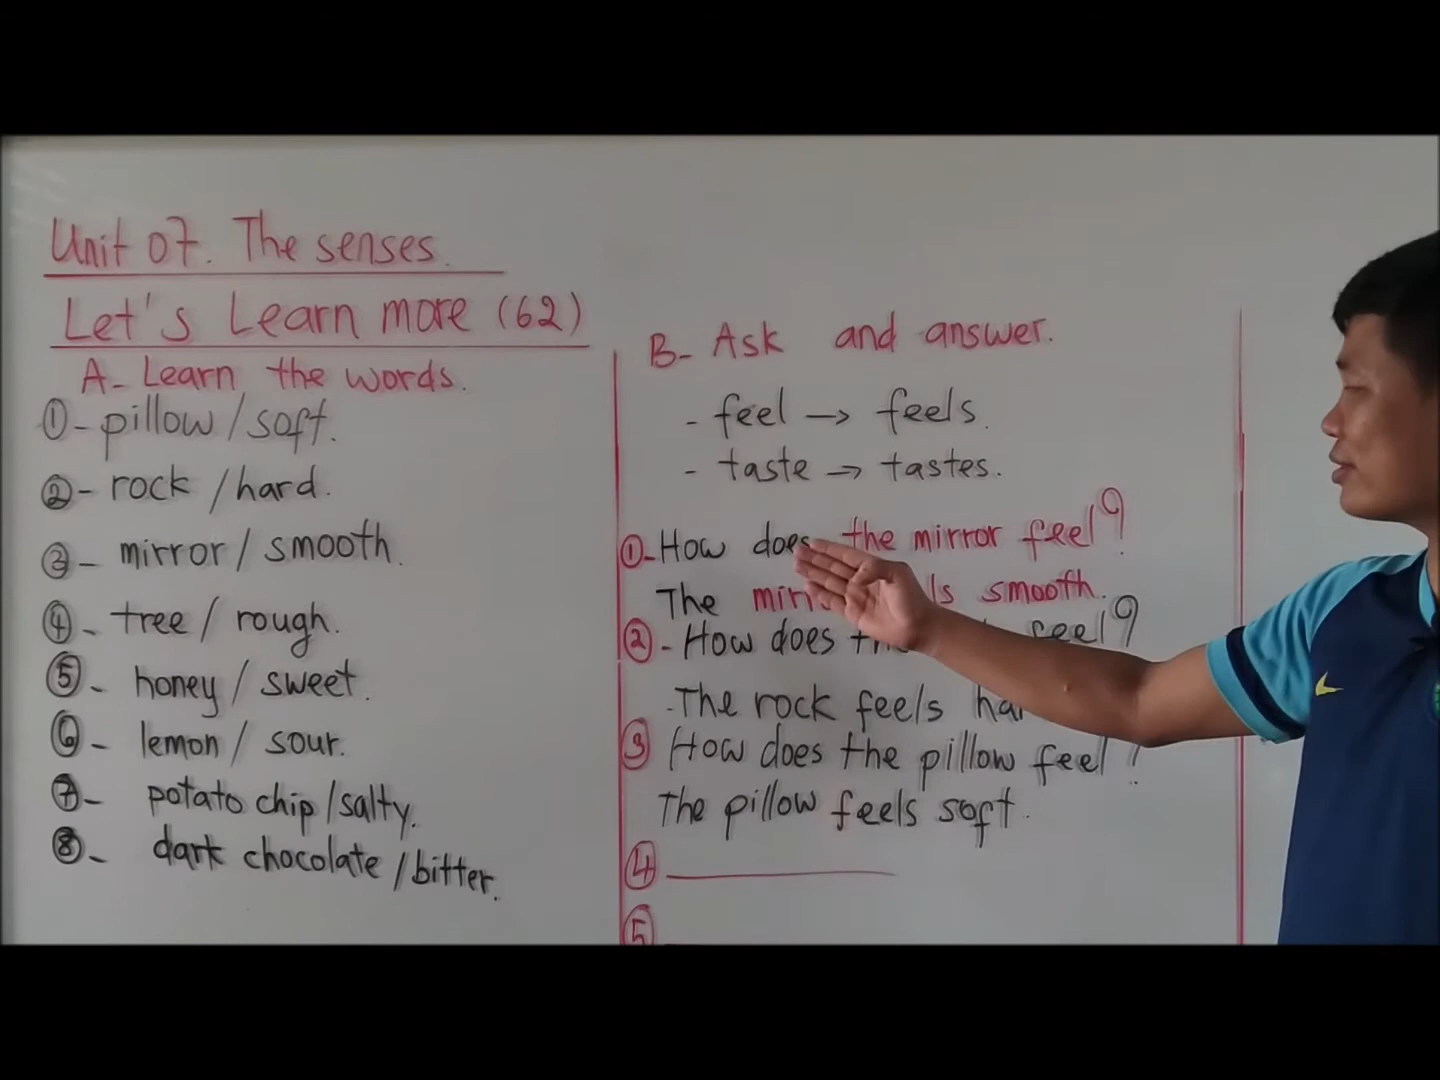 Unit 07. The senses.
Let's Learn more (62)
A- Learn the words.
①- pillow / soft.
②- rock / hard.
③- mirror / smooth.
④- tree / rough.
⑤- honey / sweet.
⑥- lemon / sour.
⑦- potato chip / salty.
⑧- dark chocolate / bitter.
B- Ask and answer.
- feel → feels.
- taste → tastes.
①- How does the mirror feel?
The smooth.
②- How does feel?
-The rock feels
③ How does the pillow feel?
The pillow feels soft.
④
⑤